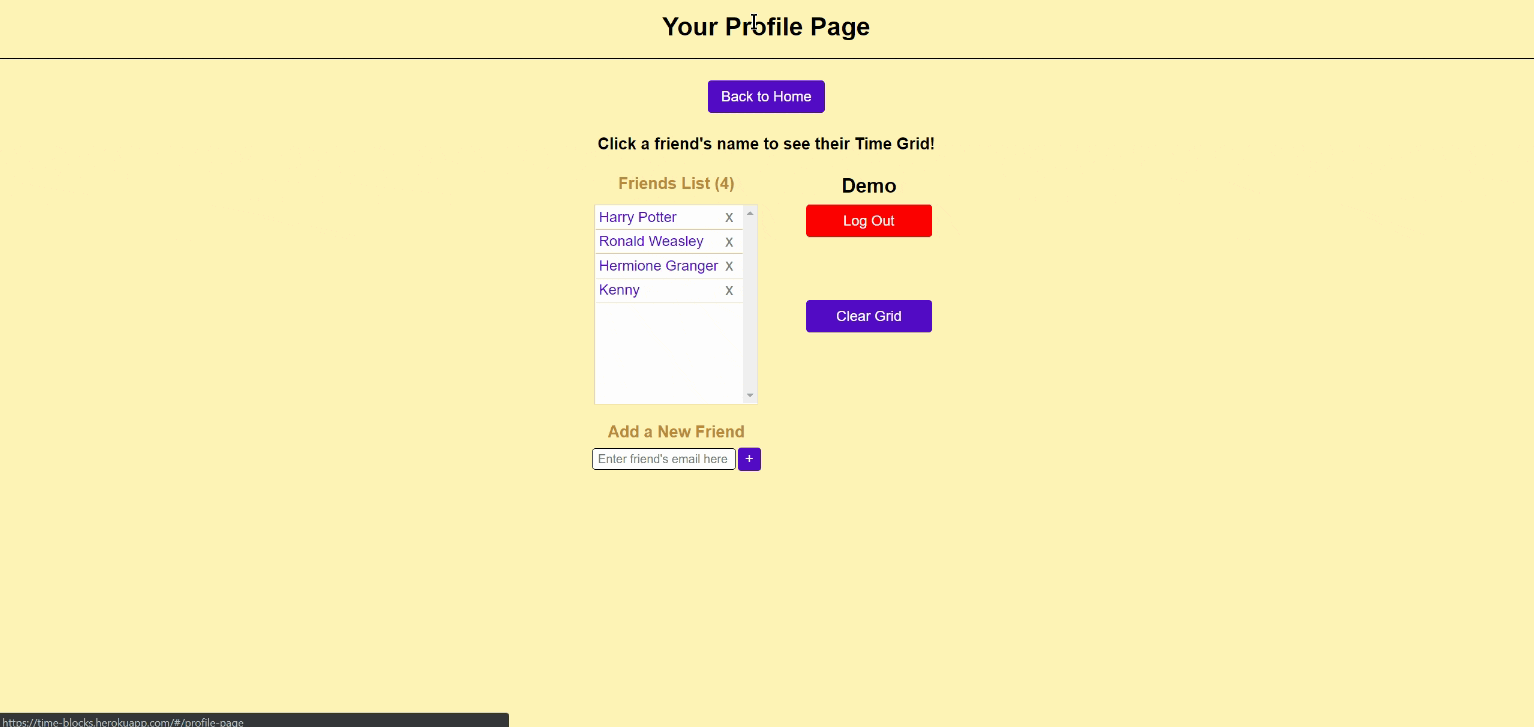 Your Profile Page
Back to Home
Click a friend's name to see their Time Grid!
Friends List (4)
Harry Potter X
Ronald Weasley X
Hermione Granger X
Kenny X
Add a New Friend
Enter friend's email here +
Demo
Log Out
Clear Grid
https://time-blocks.herokuapp.com/#/profile-page